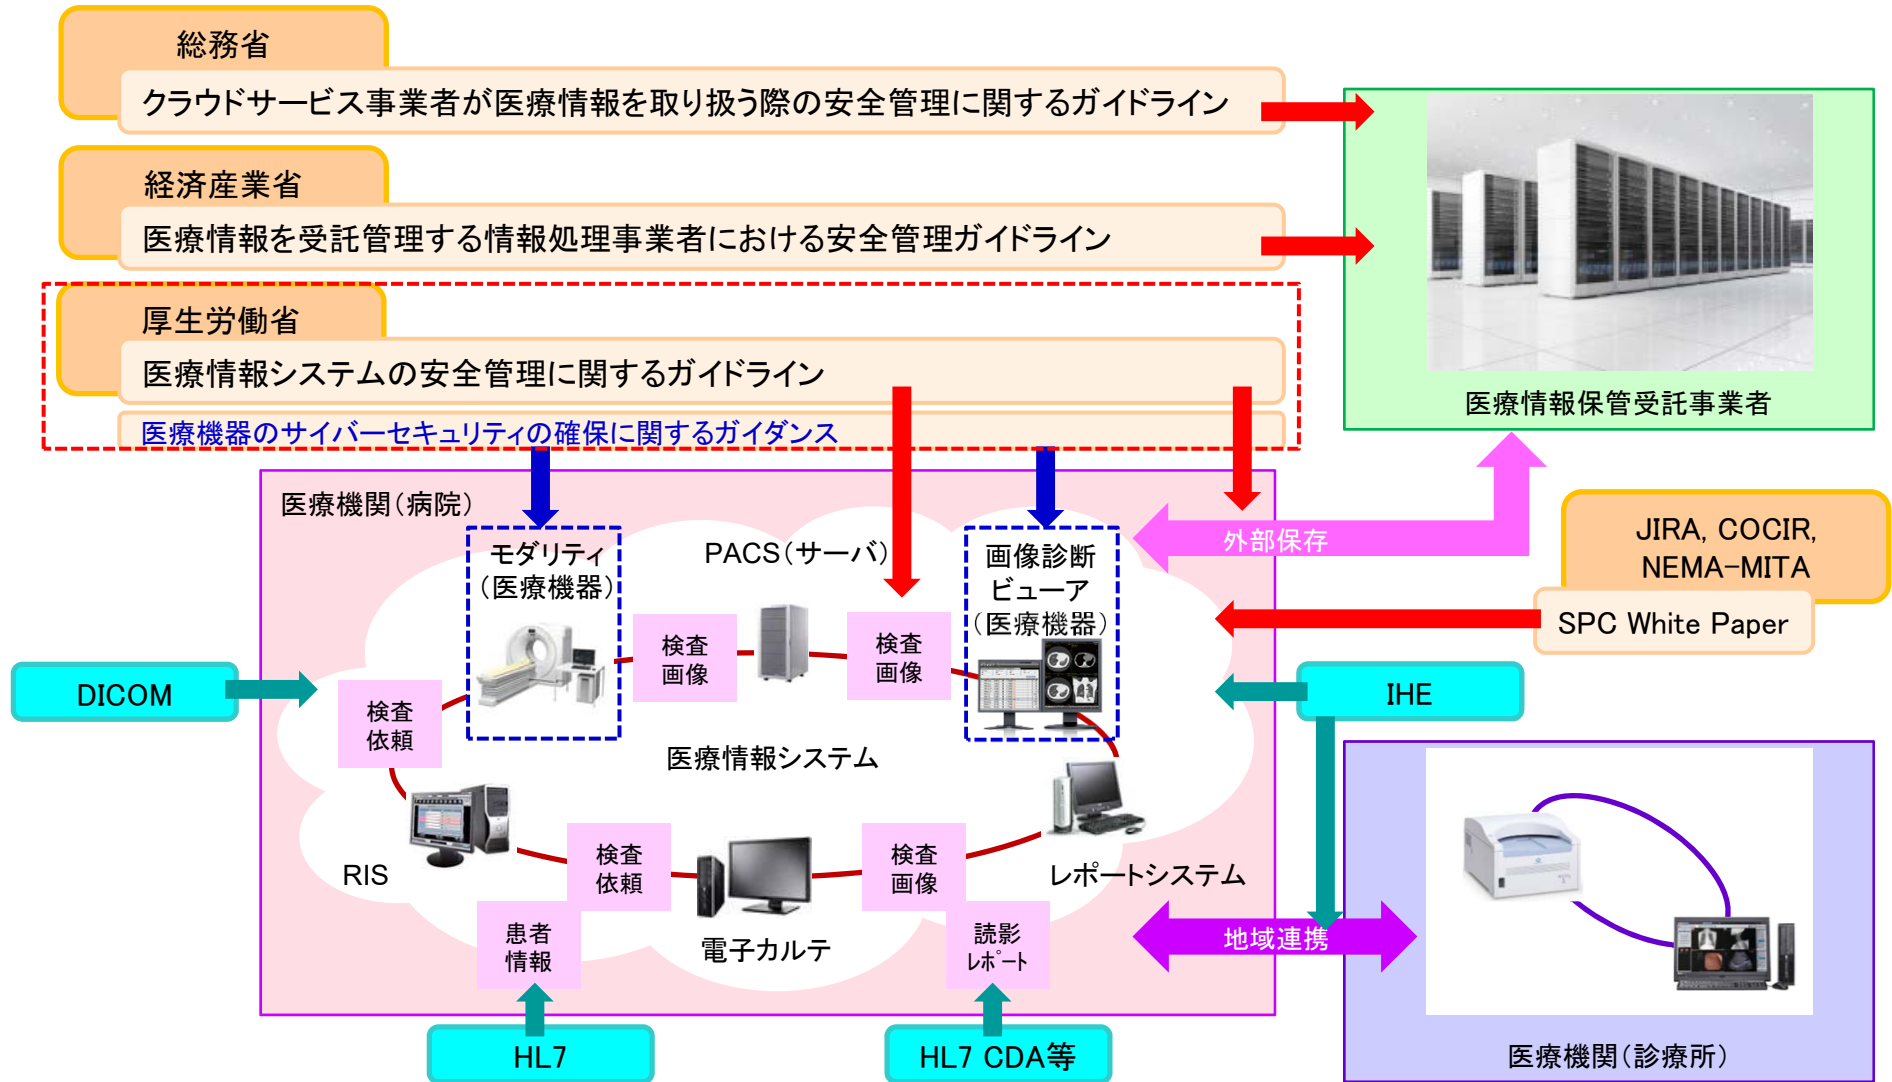 総務省
クラウドサービス事業者が医療情報を取り扱う際の安全管理に関するガイドライン
経済産業省
医療情報を受託管理する情報処理事業者における安全管理ガイドライン
厚生労働省
医療情報システムの安全管理に関するガイドライン
医療機器のサイバーセキュリティの確保に関するガイダンス
医療情報保管受託事業者
医療機関(病院)
モダリティ
(医療機器)
PACS(サーバ)
画像診断
ビューア
(医療機器)
外部保存
JIRA, COCIR,
NEMA-MITA
SPC White Paper
検査
画像
検査
画像
DICOM
検査
依頼
IHE
医療情報システム
RIS
検査
依頼
検査
画像
レポートシステム
患者
情報
電子カルテ
読影
ﾚﾎﾟｰﾄ
地域連携
HL7
HL7 CDA等
医療機関(診療所)